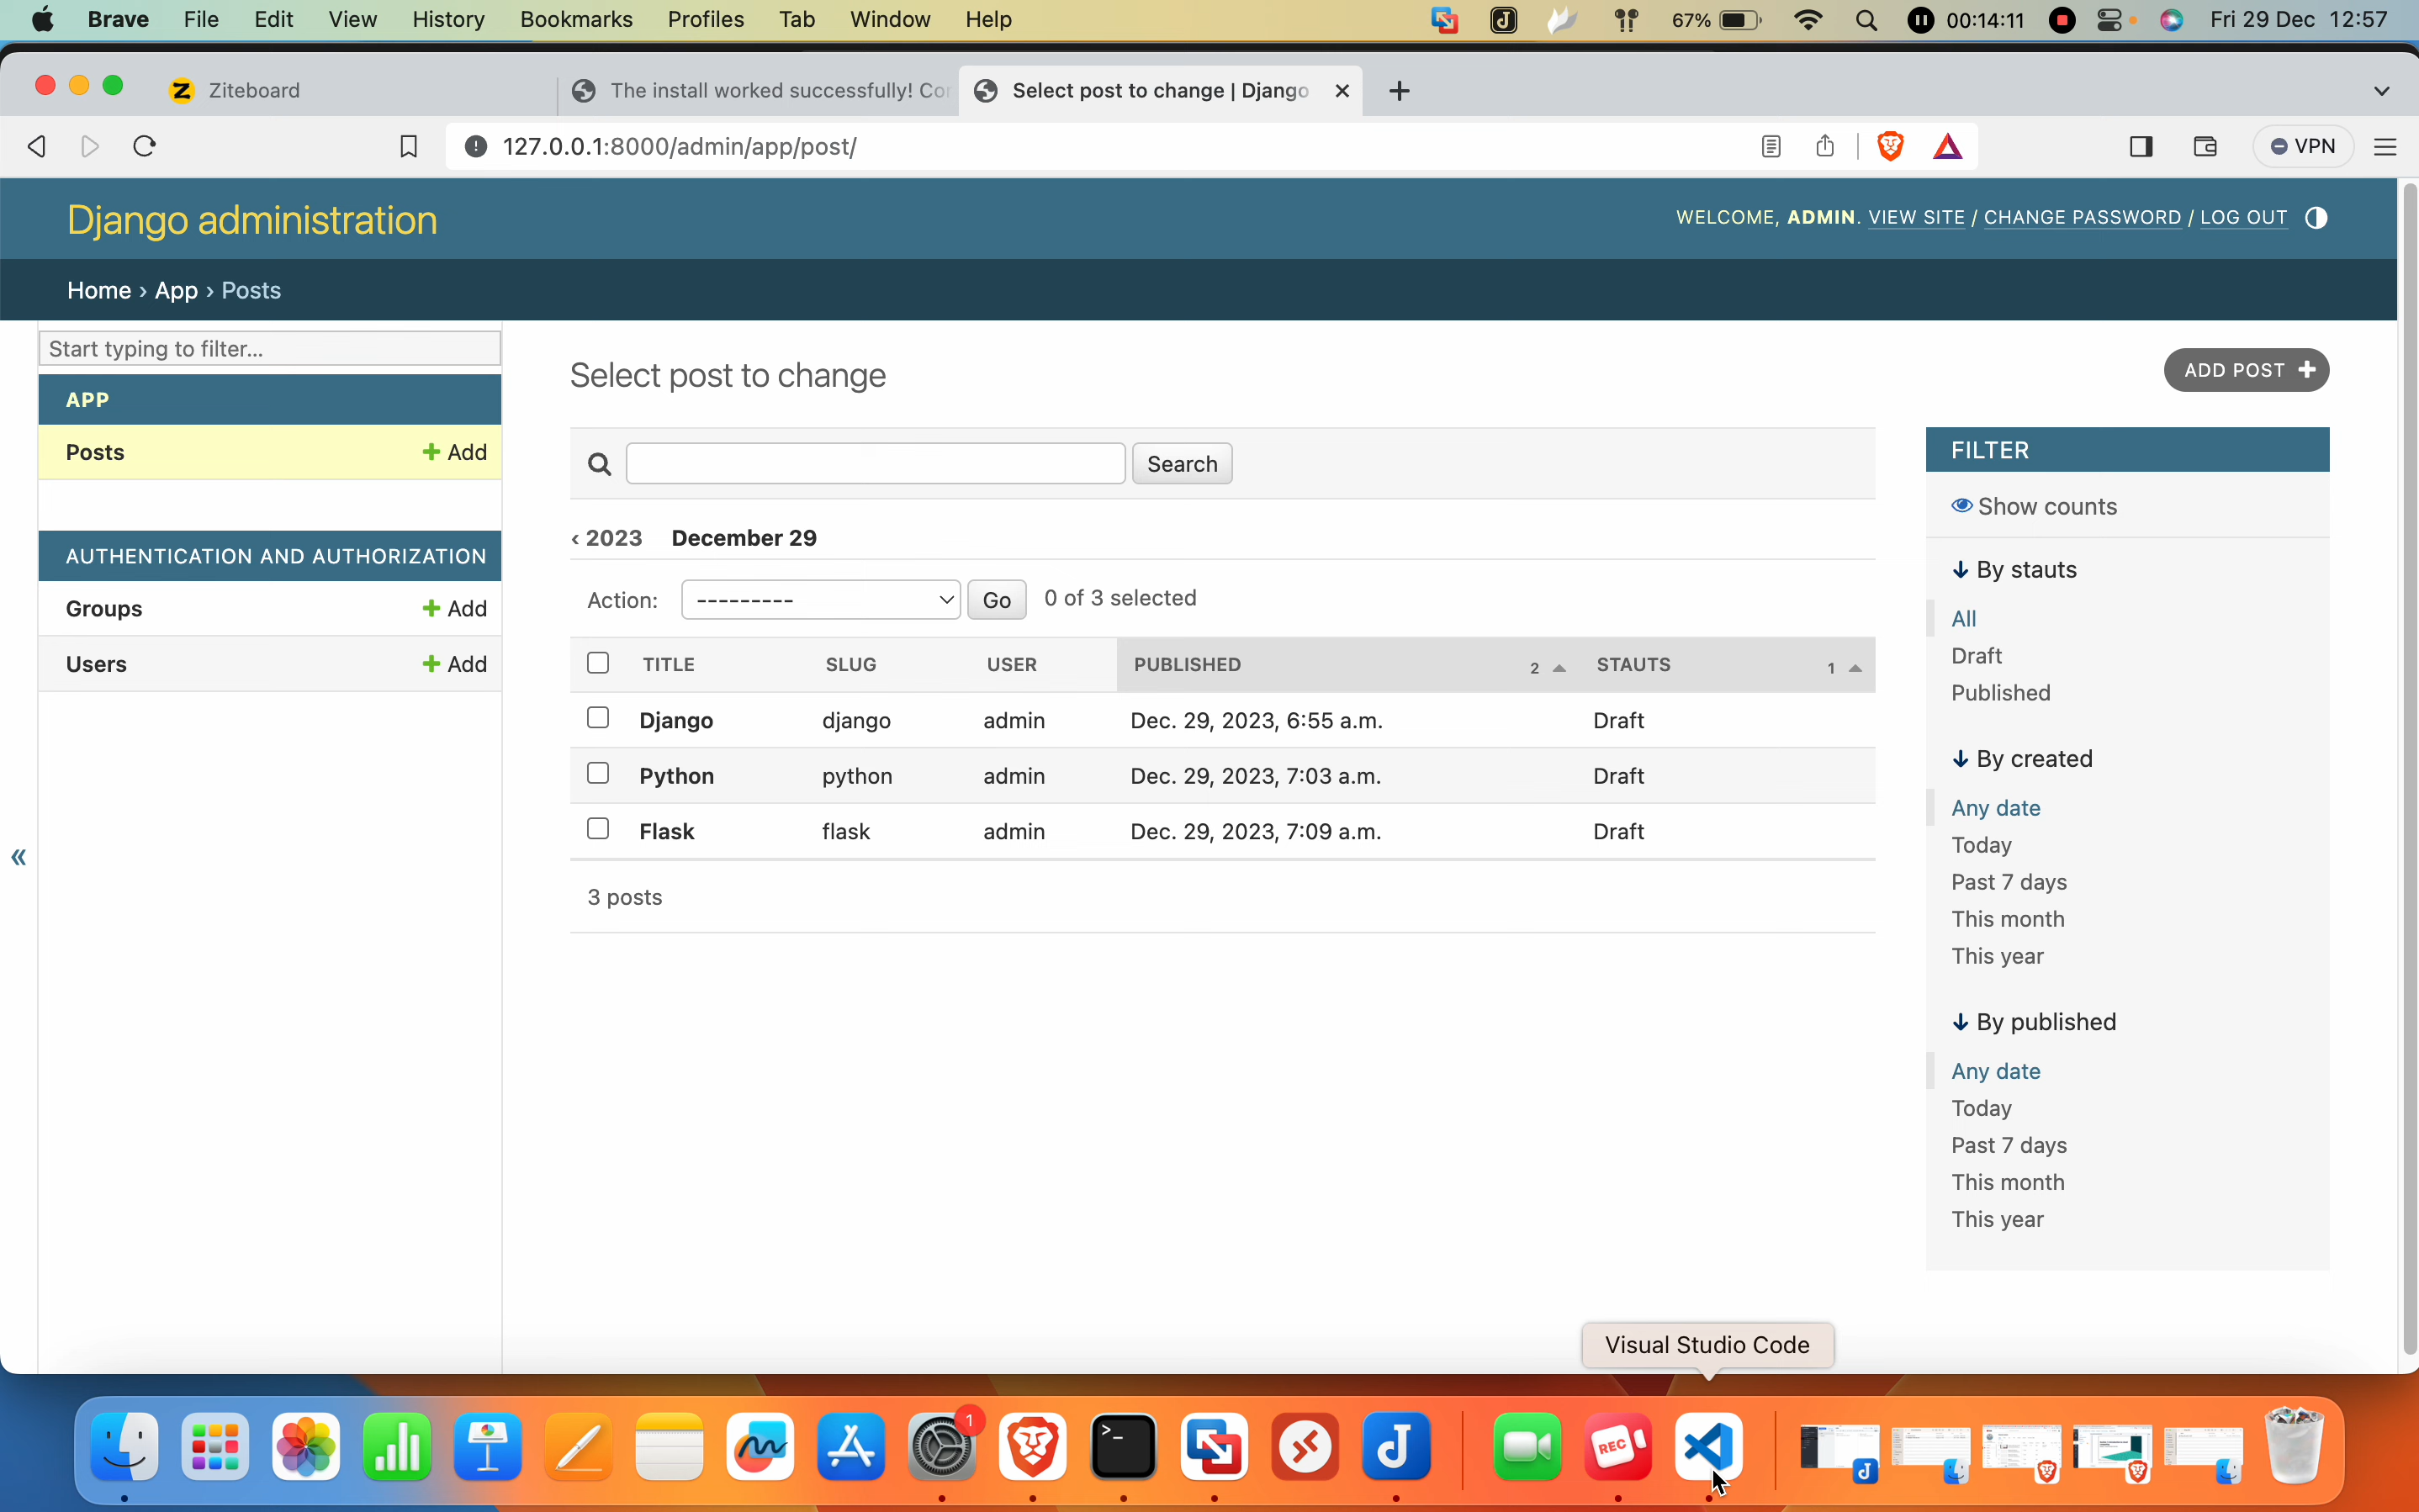 Brave File Edit View History Bookmarks Profiles Tab Window Help 67% 00:14:11 Fri 29 Dec 12:57
Ziteboard The install worked successfully! Co Select post to change | Django
127.0.0.1:8000/admin/app/post/ VPN
Django administration
WELCOME, ADMIN. VIEW SITE / CHANGE PASSWORD / LOG OUT
Home › App › Posts
Start typing to filter...
APP
Posts + Add
AUTHENTICATION AND AUTHORIZATION
Groups + Add
Users + Add
«
Select post to change
ADD POST +
Search
‹ 2023 December 29
Action: --------- Go 0 of 3 selected
TITLE SLUG USER PUBLISHED 2 STAUTS 1
Django django admin Dec. 29, 2023, 6:55 a.m. Draft
Python python admin Dec. 29, 2023, 7:03 a.m. Draft
Flask flask admin Dec. 29, 2023, 7:09 a.m. Draft
3 posts
FILTER
Show counts
↓ By stauts
All
Draft
Published
↓ By created
Any date
Today
Past 7 days
This month
This year
↓ By published
Any date
Today
Past 7 days
This month
This year
Visual Studio Code
1
REC